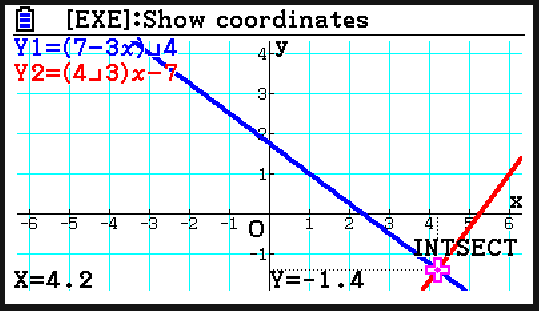 [EXE]:Show coordinates
Y1=(7-3x)⌟4
Y2=(4⌟3)x-7
y
4
3
2
1
-6 -5 -4 -3 -2 -1 O 1 2 3 4 5 6 x
-1
INTSECT
X=4.2 Y=-1.4